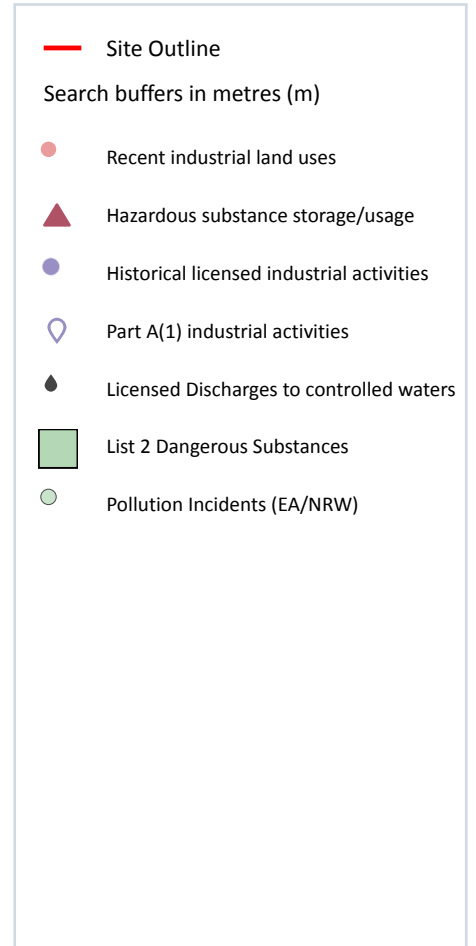 Site Outline
Search buffers in metres (m)
Recent industrial land uses
Hazardous substance storage/usage
Historical licensed industrial activities
Part A(1) industrial activities
Licensed Discharges to controlled waters
List 2 Dangerous Substances
Pollution Incidents (EA/NRW)